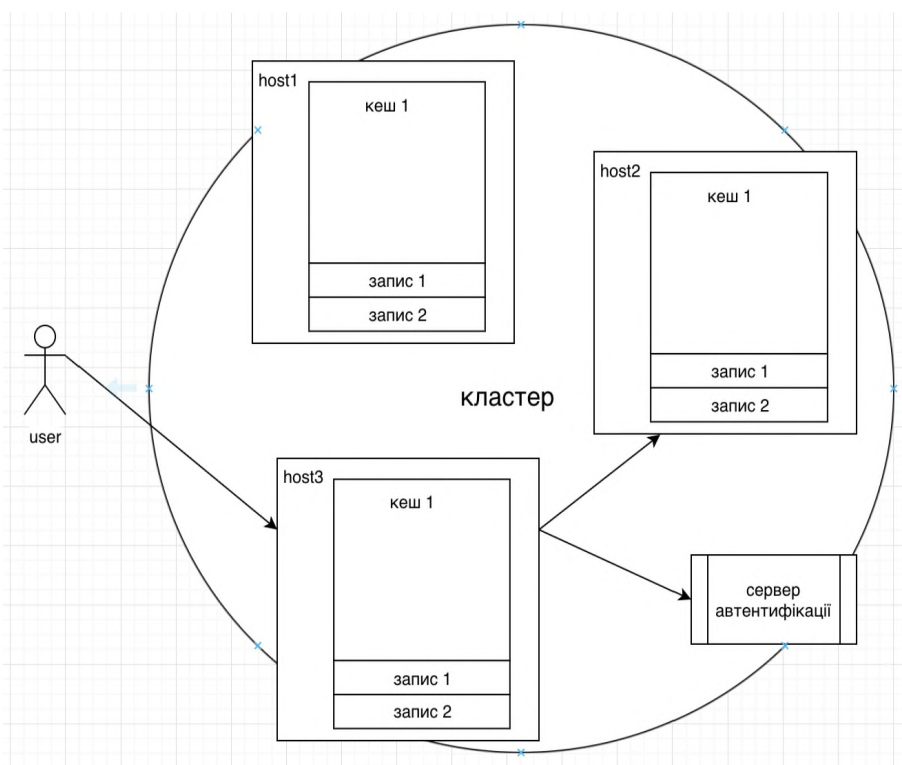 host1
кеш 1
запис 1
запис 2
host2
кеш 1
запис 1
запис 2
кластер
user
host3
кеш 1
запис 1
запис 2
сервер
автентифікації